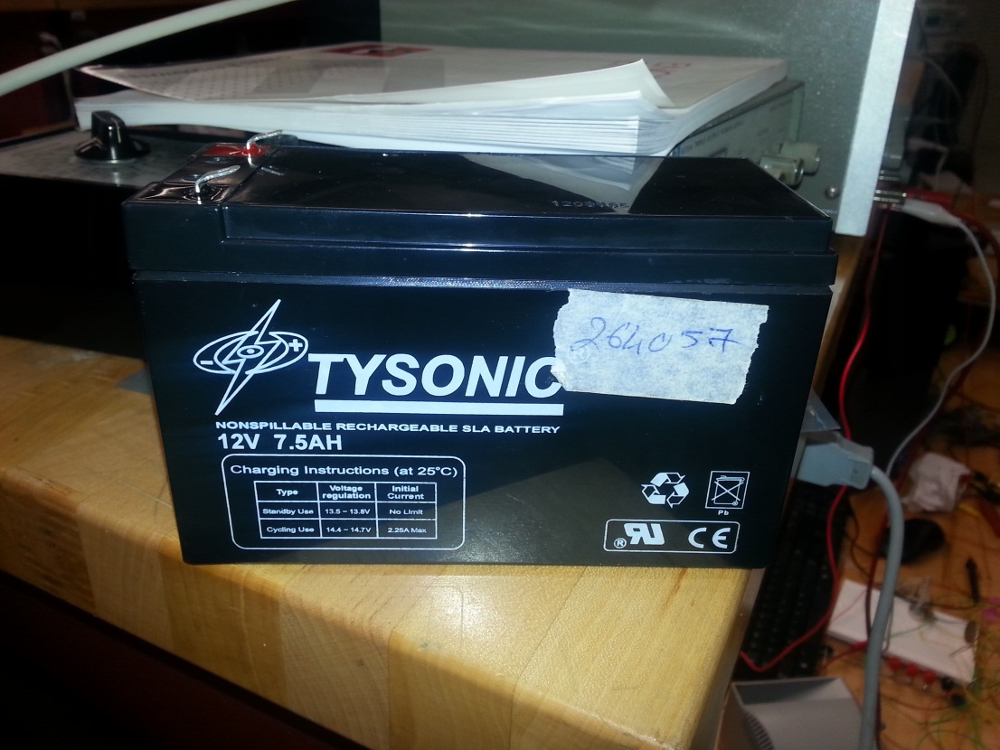 264057
- +
TYSONIC
NONSPILLABLE RECHARGEABLE SLA BATTERY
12V 7.5AH
Charging Instructions (at 25°C)
Type Voltage regulation Initial Current
Standby Use 13.5 ~ 13.8V No Limit
Cycling Use 14.4 ~ 14.7V 2.25A Max
Pb
® RU CE